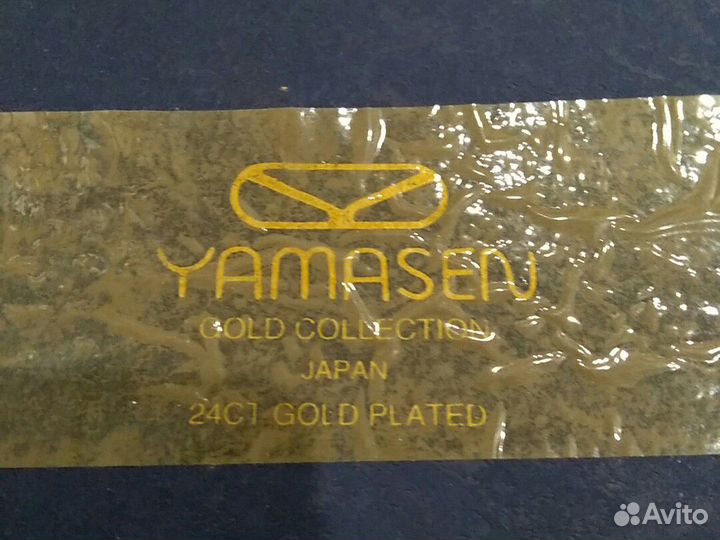 YAMASEN
GOLD COLLECTION
JAPAN
24CT GOLD PLATED
Avito